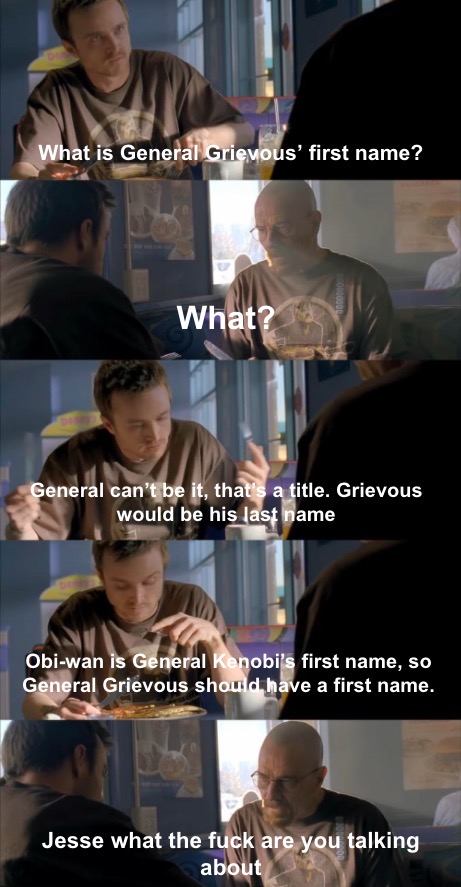 What is General Grievous’ first name?
What?
General can’t be it, that’s a title. Grievous
would be his last name
Obi-wan is General Kenobi’s first name, so
General Grievous should have a first name.
Jesse what the fuck are you talking
about